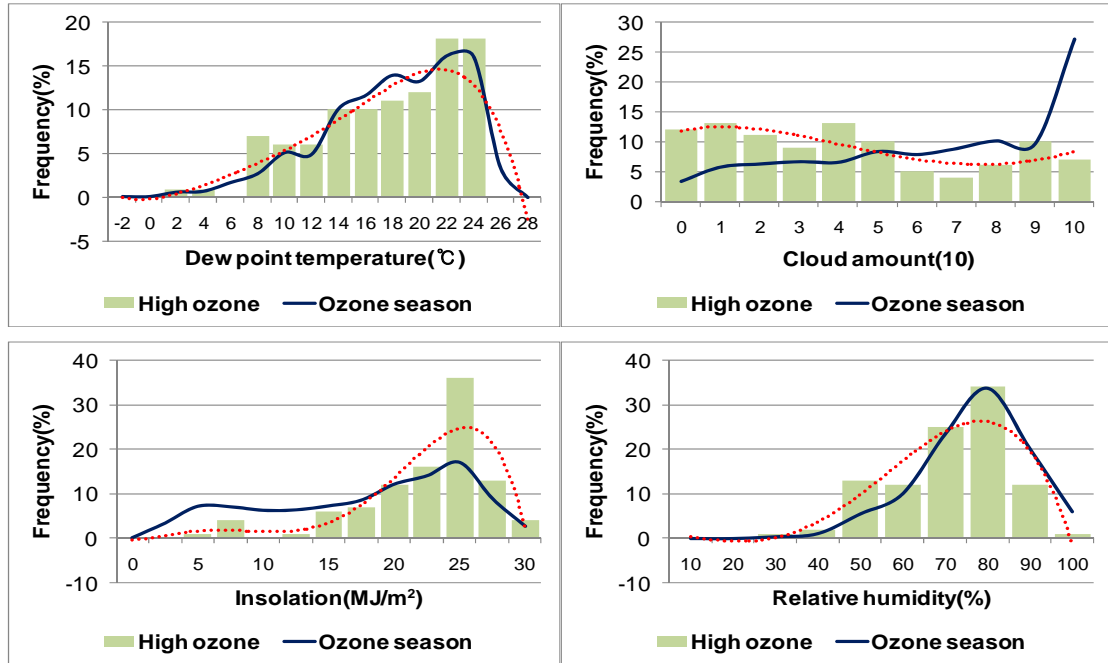 Frequency(%)
20
15
10
5
0
-5
-2 0 2 4 6 8 10 12 14 16 18 20 22 24 26 28
Dew point temperature(℃)
High ozone Ozone season
Frequency(%)
30
25
20
15
10
5
0
0 1 2 3 4 5 6 7 8 9 10
Cloud amount(10)
High ozone Ozone season
Frequency(%)
40
30
20
10
0
-10
0 5 10 15 20 25 30
Insolation(MJ/m²)
High ozone Ozone season
Frequency(%)
40
30
20
10
0
-10
10 20 30 40 50 60 70 80 90 100
Relative humidity(%)
High ozone Ozone season